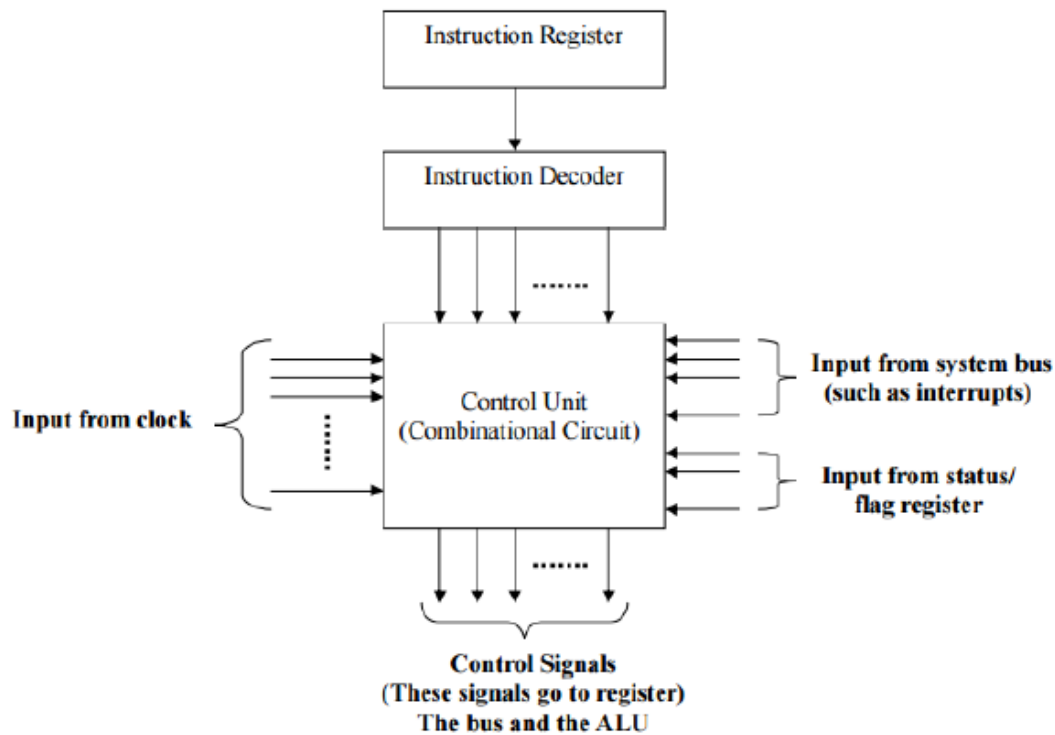 Instruction Register
Instruction Decoder
Input from clock
Control Unit
(Combinational Circuit)
Input from system bus
(such as interrupts)
Input from status/
flag register
Control Signals
(These signals go to register)
The bus and the ALU